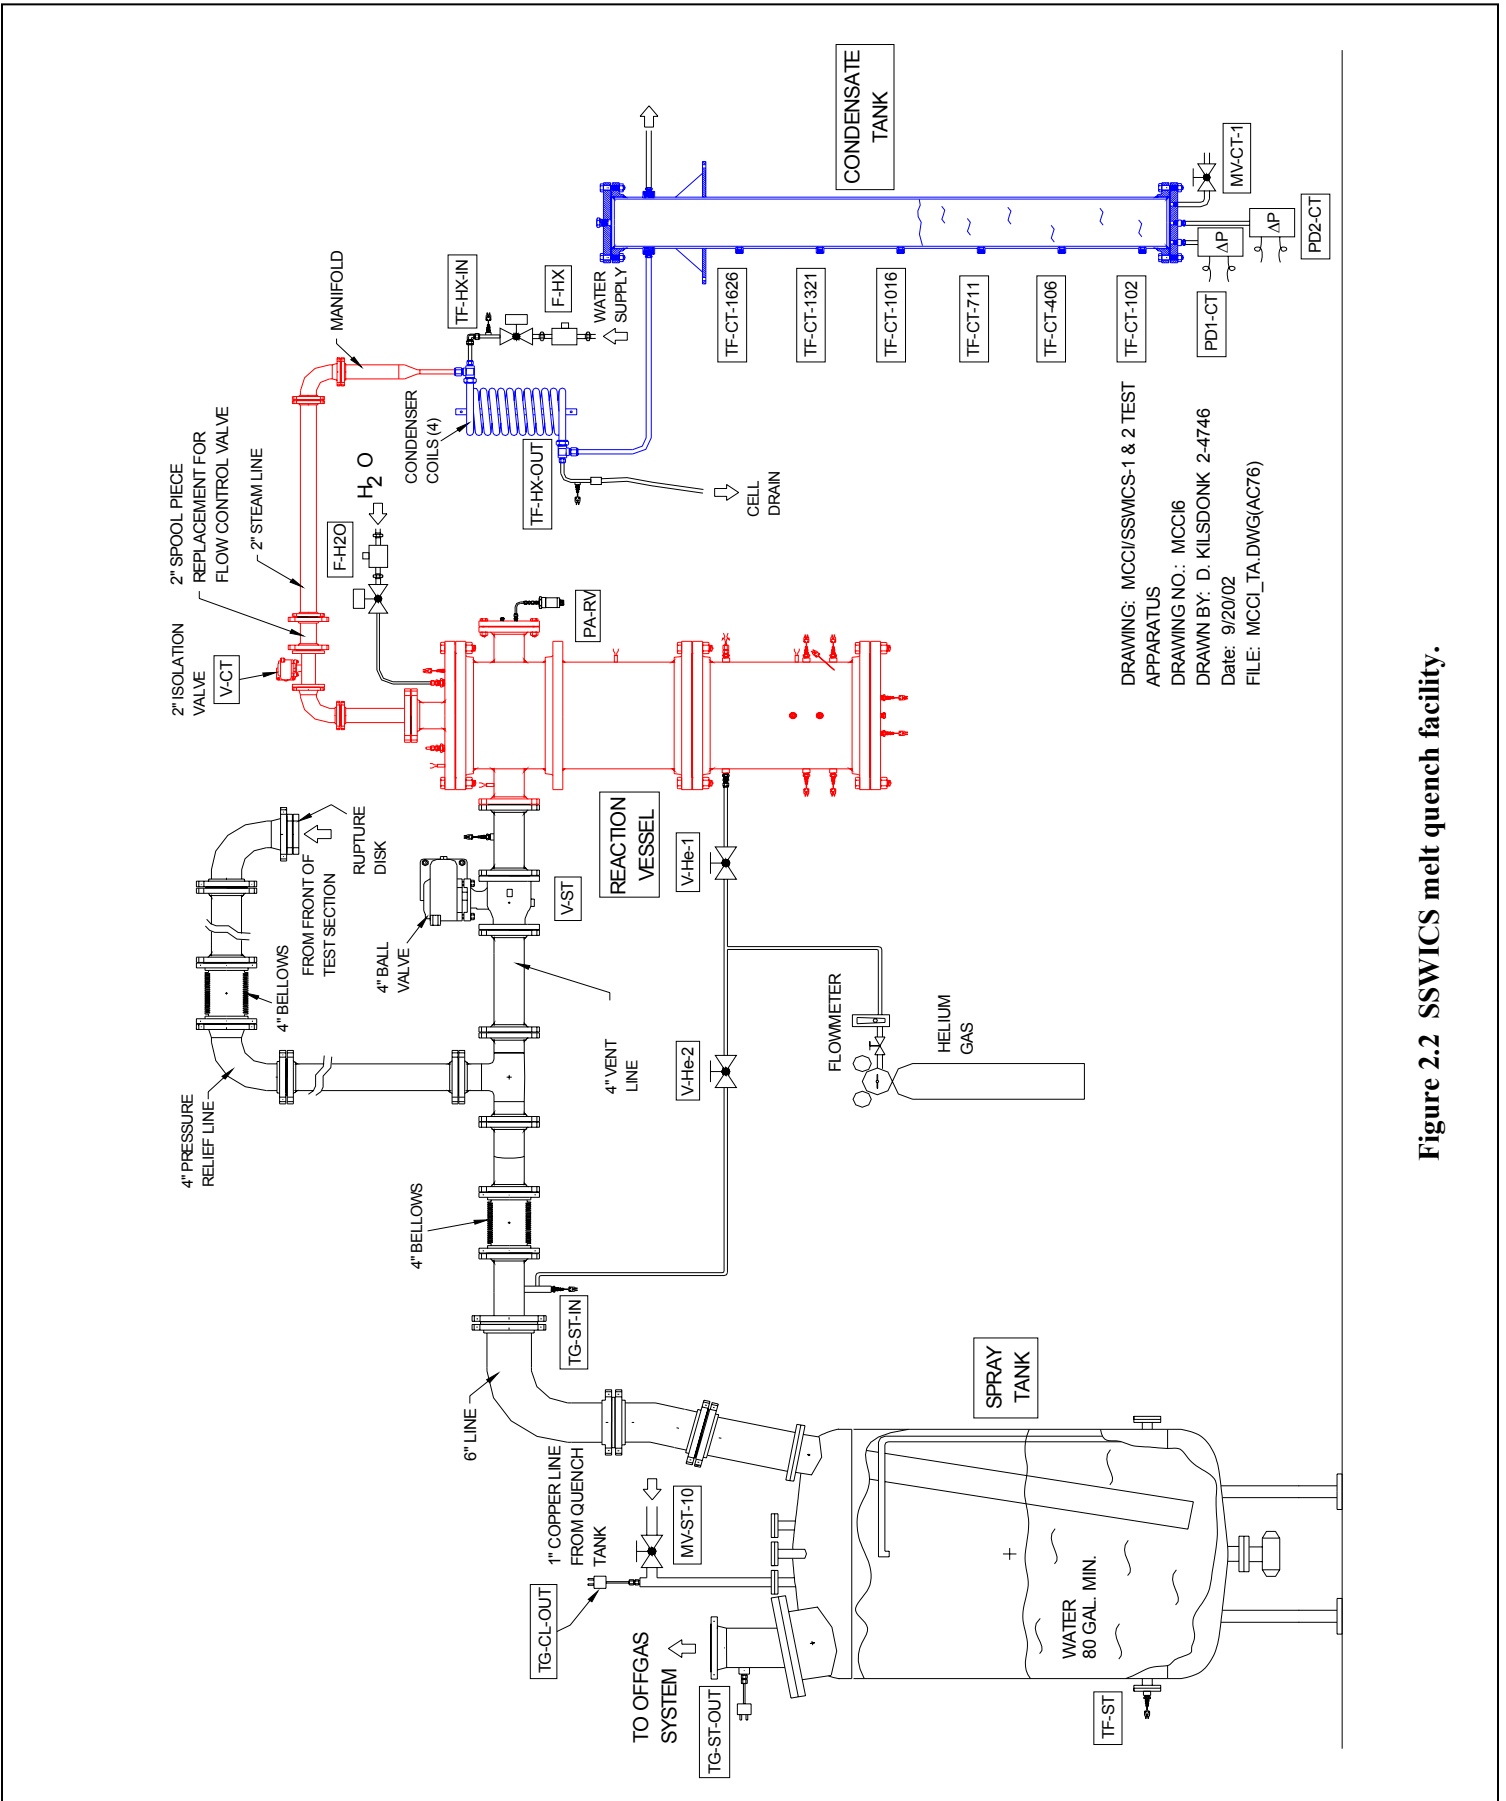 CONDENSATE
TANK
MV-CT-1
PD2-CT
ΔP
ΔP
PD1-CT
TF-CT-1626
TF-CT-1321
TF-CT-1016
TF-CT-711
TF-CT-406
TF-CT-102
MANIFOLD
TF-HX-IN
F-HX
WATER
SUPPLY
CONDENSER
COILS (4)
TF-HX-OUT
CELL
DRAIN
2" SPOOL PIECE
REPLACEMENT FOR
FLOW CONTROL VALVE
2" STEAM LINE
H2O
F-H2O
2" ISOLATION
VALVE
V-CT
PA-RV
DRAWING: MCCI/SSWICS-1 & 2 TEST
APPARATUS
DRAWING NO.: MCCI6
DRAWN BY: D. KILSDONK 2-4746
Date: 9/20/02
FILE: MCCI_TA.DWG(AC76)
REACTION
VESSEL
RUPTURE
DISK
FROM FRONT OF
TEST SECTION
4" BELLOWS
4" BALL
VALVE
V-ST
V-He-1
4" PRESSURE
RELIEF LINE
4" VENT
LINE
V-He-2
FLOWMETER
HELIUM
GAS
4" BELLOWS
TG-ST-IN
6" LINE
SPRAY
TANK
1" COPPER LINE
FROM QUENCH
TANK
MV-ST-10
TG-CL-OUT
TO OFFGAS
SYSTEM
TG-ST-OUT
WATER
80 GAL. MIN.
TF-ST
Figure 2.2 SSWICS melt quench facility.